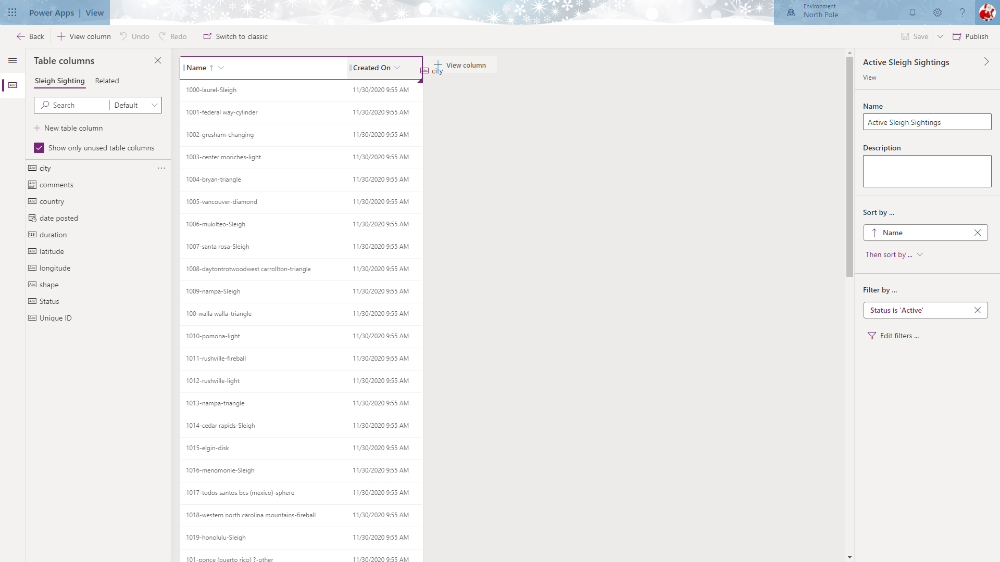 Power Apps | View
Environment
North Pole
Back
View column
Undo
Redo
Switch to classic
Save
Publish
Table columns
Sleigh Sighting
Related
Search
Default
New table column
Show only unused table columns
Abc city
Abc def comments
Abc country
date posted
123 duration
Abc latitude
Abc longitude
Abc shape
Abc Status
Abc Unique ID
Name ↑ Created On
Abc city
View column
1000-laurel-Sleigh 11/30/2020 9:55 AM
1001-federal way-cylinder 11/30/2020 9:55 AM
1002-gresham-changing 11/30/2020 9:55 AM
1003-center moriches-light 11/30/2020 9:55 AM
1004-bryan-triangle 11/30/2020 9:55 AM
1005-vancouver-diamond 11/30/2020 9:55 AM
1006-mukilteo-Sleigh 11/30/2020 9:55 AM
1007-santa rosa-Sleigh 11/30/2020 9:55 AM
1008-daytontrotwoodwest carrollton-triangle 11/30/2020 9:55 AM
1009-nampa-Sleigh 11/30/2020 9:55 AM
100-walla walla-triangle 11/30/2020 9:55 AM
1010-pomona-light 11/30/2020 9:55 AM
1011-rushville-fireball 11/30/2020 9:55 AM
1012-rushville-light 11/30/2020 9:55 AM
1013-nampa-triangle 11/30/2020 9:55 AM
1014-cedar rapids-Sleigh 11/30/2020 9:55 AM
1015-elgin-disk 11/30/2020 9:55 AM
1016-menomonie-Sleigh 11/30/2020 9:55 AM
1017-todos santos bcs (mexico)-sphere 11/30/2020 9:55 AM
1018-western north carolina mountains-fireball 11/30/2020 9:55 AM
1019-honolulu-Sleigh 11/30/2020 9:55 AM
101-ponce (puerto rico) ?-other 11/30/2020 9:55 AM
Active Sleigh Sightings
View
Name
Active Sleigh Sightings
Description
Sort by ...
↑ Name
Then sort by ...
Filter by ...
Status is 'Active'
Edit filters ...